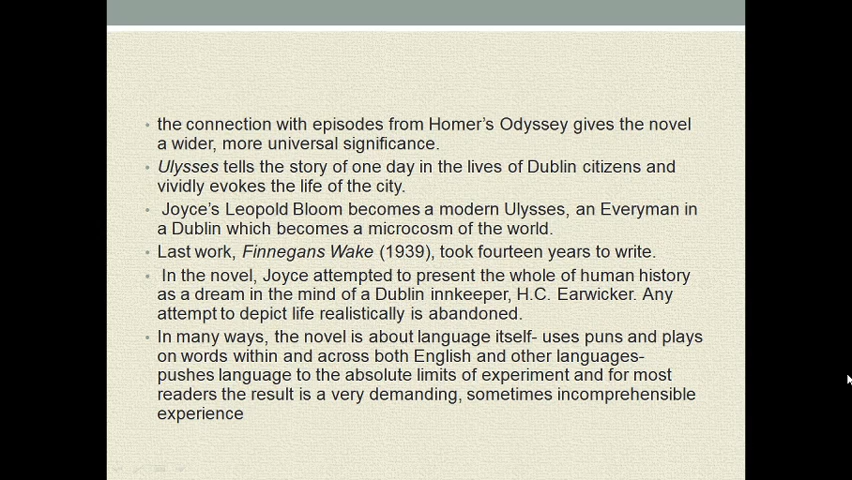 • the connection with episodes from Homer's Odyssey gives the novel
a wider, more universal significance.
• Ulysses tells the story of one day in the lives of Dublin citizens and
vividly evokes the life of the city.
• Joyce's Leopold Bloom becomes a modern Ulysses, an Everyman in
a Dublin which becomes a microcosm of the world.
• Last work, Finnegans Wake (1939), took fourteen years to write.
• In the novel, Joyce attempted to present the whole of human history
as a dream in the mind of a Dublin innkeeper, H.C. Earwicker. Any
attempt to depict life realistically is abandoned.
• In many ways, the novel is about language itself- uses puns and plays
on words within and across both English and other languages-
pushes language to the absolute limits of experiment and for most
readers the result is a very demanding, sometimes incomprehensible
experience